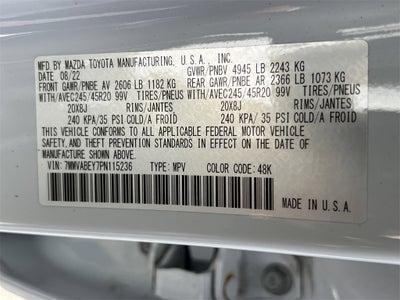 MFD. BY MAZDA TOYOTA MANUFACTURING, U.S.A., INC.
DATE 08/22 GVWR/PNBV 4945 LB 2243 KG
FRONT GAWR/PNBE AV 2606 LB 1182 KG REAR GAWR/PNBE AR 2366 LB 1073 KG
WITH/AVEC245/45R20 99V TIRES/PNEUS WITH/AVEC245/45R20 99V TIRES/PNEUS
20X8J RIMS/JANTES 20X8J RIMS/JANTES
240 KPA/35 PSI COLD/A FROID 240 KPA/ 35 PSI COLD/A FROID
THIS VEHICLE CONFORMS TO ALL APPLICABLE FEDERAL MOTOR VEHICLE
SAFETY, AND THEFT PREVENTION STANDARDS IN EFFECT ON THE DATE
OF MANUFACTURE SHOWN ABOVE.
VIN: 7MMVABEY7PN115236 TYPE: MPV COLOR CODE: 48K
MADE IN U.S.A.